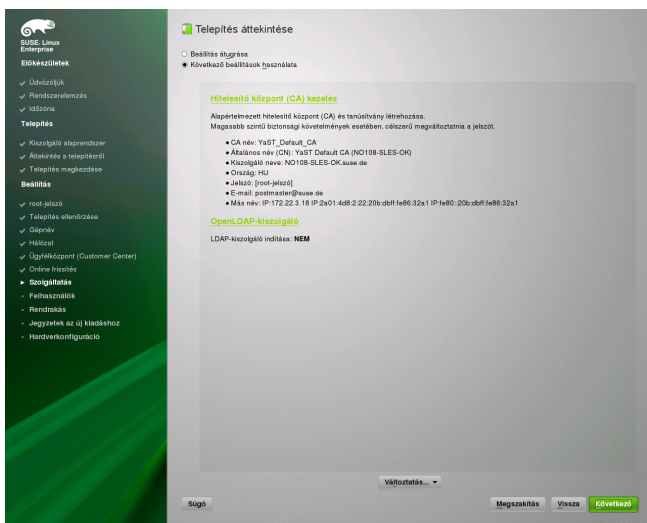 SUSE. Linux
Enterprise
Előkészületek
Üdvözöljük
Rendszerelemzés
Időzóna
Telepítés
Kiszolgáló alaprendszer
Áttekintés a telepítésről
Telepítés megkezdése
Beállítás
root-jelszó
Telepítés ellenőrzése
Gépnév
Hálózat
Ügyfélközpont (Customer Center)
Online frissítés
Szolgáltatás
Felhasználók
Rendrakás
Jegyzetek az új kiadáshoz
Hardverkonfiguráció
Telepítés áttekintése
Beállítás átugrása
Következő beállítások használata
Hitelesítő központ (CA) kezelés
Alapértelmezett hitelesítő központ (CA) és tanúsítvány létrehozása.
Magasabb szintű biztonsági követelmények esetében, célszerű megváltoztatnia a jelszót.
CA név: YaST_Default_CA
Általános név (CN): YaST Default CA (NO108-SLES-OK)
Kiszolgáló neve: NO108-SLES-OK.suse.de
Ország: HU
Jelszó: [root-jelszó]
E-mail: postmaster@suse.de
Más név: IP:172.22.3.18 IP:2a01:4d8:2:22:20b:dbff:fe86:32a1 IP:fe80::20b:dbff:fe86:32a1
OpenLDAP-kiszolgáló
LDAP-kiszolgáló indítása: NEM
Változtatás...
Súgó
Megszakítás
Vissza
Következő